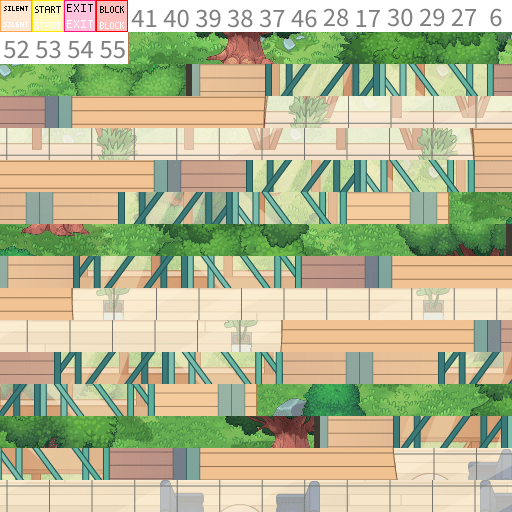 SILENT START EXIT BLOCK 41 40 39 38 37 46 28 17 30 29 27 6
SILENT START EXIT BLOCK
52 53 54 55